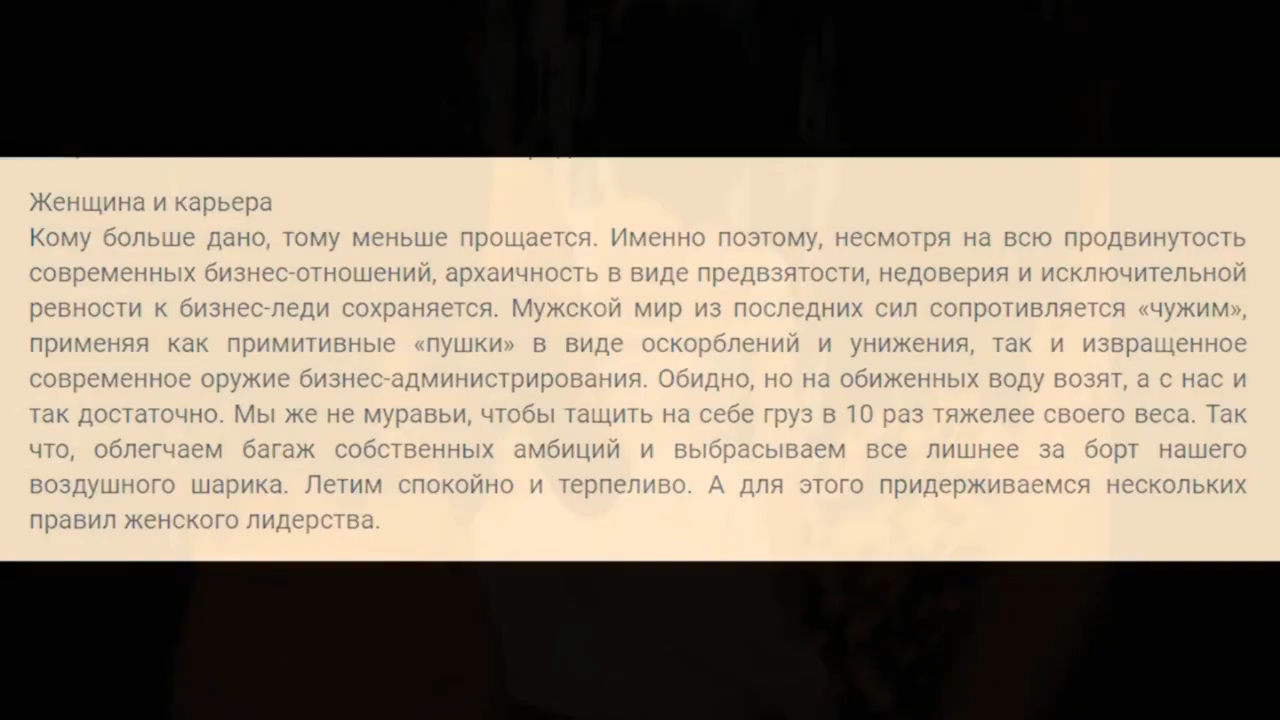 Женщина и карьера
Кому больше дано, тому меньше прощается. Именно поэтому, несмотря на всю продвинутость
современных бизнес-отношений, архаичность в виде предвзятости, недоверия и исключительной
ревности к бизнес-леди сохраняется. Мужской мир из последних сил сопротивляется «чужим»,
применяя как примитивные «пушки» в виде оскорблений и унижения, так и извращенное
современное оружие бизнес-администрирования. Обидно, но на обиженных воду возят, а с нас и
так достаточно. Мы же не муравьи, чтобы тащить на себе груз в 10 раз тяжелее своего веса. Так
что, облегчаем багаж собственных амбиций и выбрасываем все лишнее за борт нашего
воздушного шарика. Летим спокойно и терпеливо. А для этого придерживаемся нескольких
правил женского лидерства.